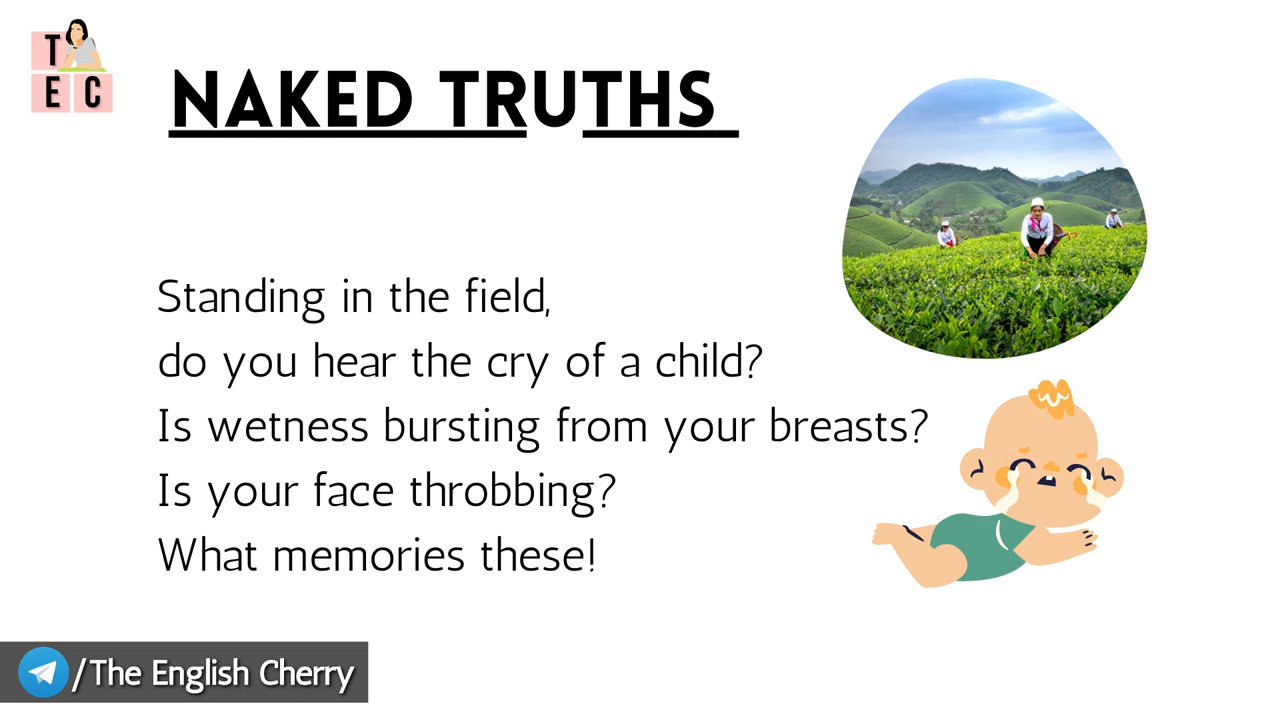 T
E C
NAKED TRUTHS
Standing in the field,
do you hear the cry of a child?
Is wetness bursting from your breasts?
Is your face throbbing?
What memories these!
/The English Cherry